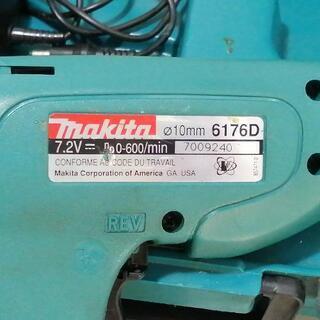 makita ⌀10mm 6176D
7.2V⎓ n₀0-600/min 7009240
CONFORME AU CODE DU TRAVAIL
Makita Corporation of America GA USA
REV